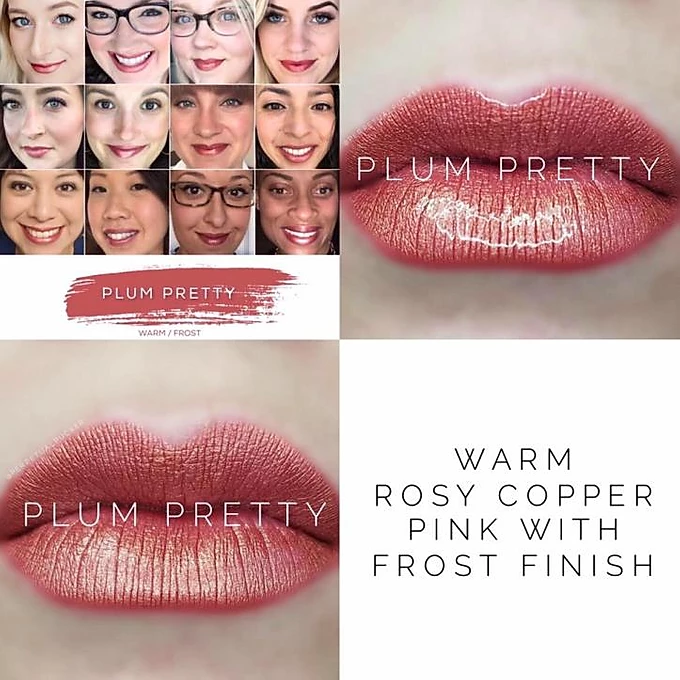 PLUM PRETTY
WARM / FROST
PLUM PRETTY
PLUM PRETTY
WARM
ROSY COPPER
PINK WITH
FROST FINISH